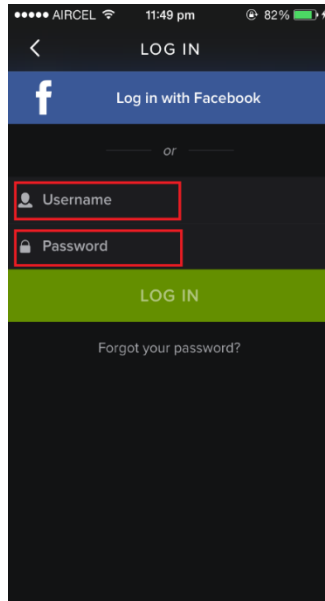 AIRCEL 11:49 pm 82%
LOG IN
f Log in with Facebook
or
Username
Password
LOG IN
Forgot your password?